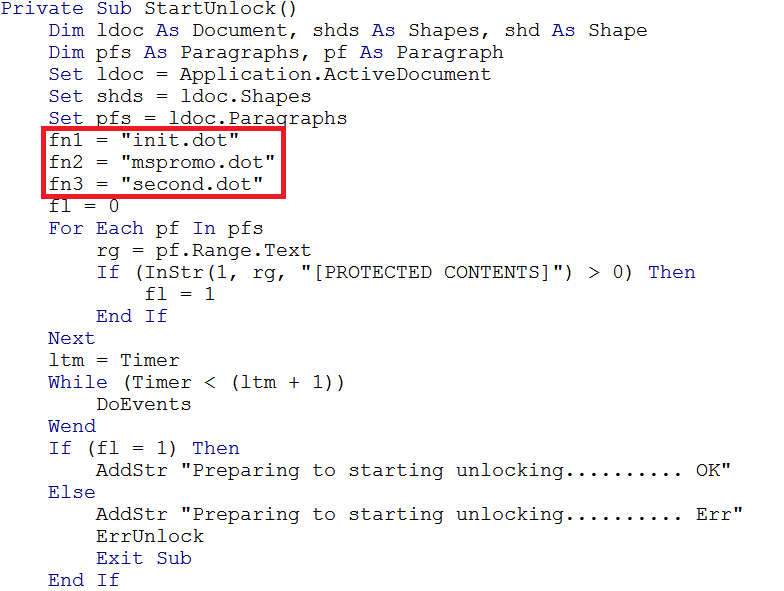 Private Sub StartUnlock()
    Dim ldoc As Document, shds As Shapes, shd As Shape
    Dim pfs As Paragraphs, pf As Paragraph
    Set ldoc = Application.ActiveDocument
    Set shds = ldoc.Shapes
    Set pfs = ldoc.Paragraphs
    fn1 = "init.dot"
    fn2 = "mspromo.dot"
    fn3 = "second.dot"
    fl = 0
    For Each pf In pfs
        rg = pf.Range.Text
        If (InStr(1, rg, "[PROTECTED CONTENTS]") > 0) Then
            fl = 1
        End If
    Next
    ltm = Timer
    While (Timer < (ltm + 1))
        DoEvents
    Wend
    If (fl = 1) Then
        AddStr "Preparing to starting unlocking.......... OK"
    Else
        AddStr "Preparing to starting unlocking.......... Err"
        ErrUnlock
        Exit Sub
    End If